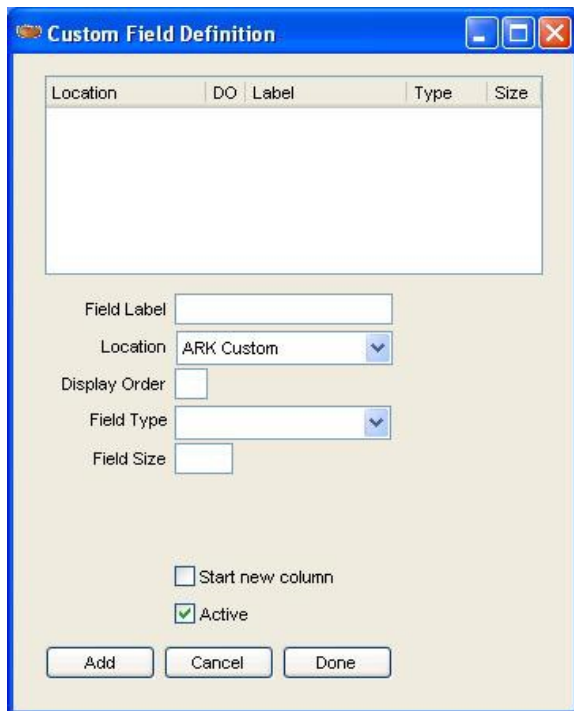 Custom Field Definition
Location DO Label Type Size
Field Label
Location ARK Custom
Display Order
Field Type
Field Size
Start new column
Active
Add Cancel Done